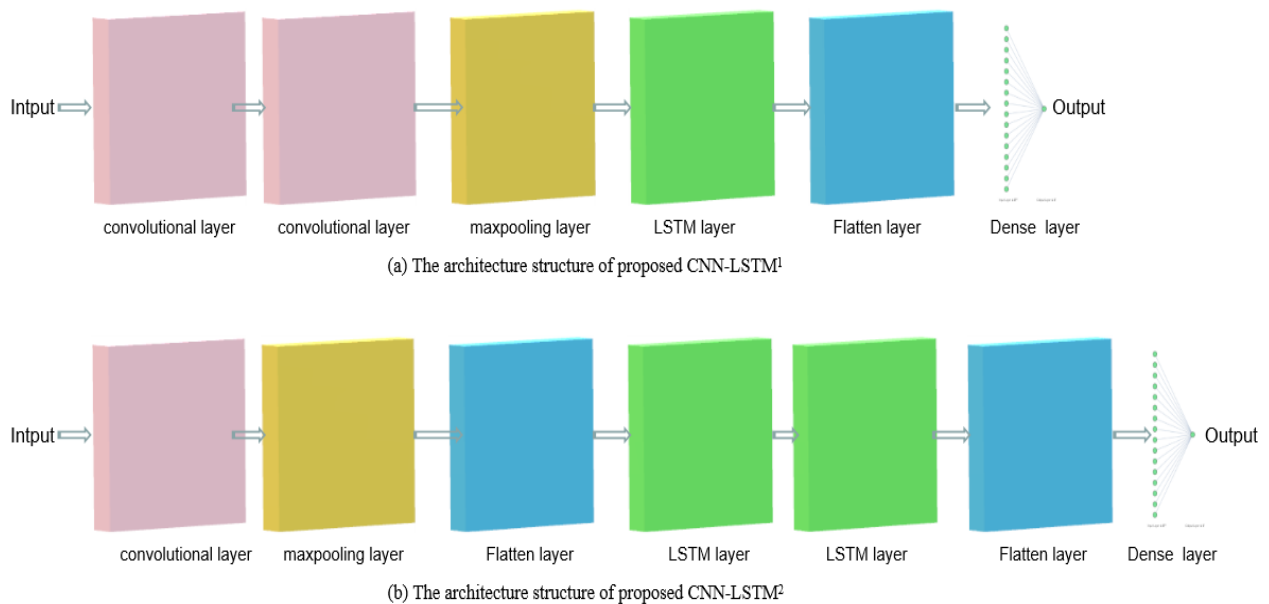 Intput Output
convolutional layer convolutional layer maxpooling layer LSTM layer Flatten layer Dense layer
(a) The architecture structure of proposed CNN-LSTM¹
Intput Output
convolutional layer maxpooling layer Flatten layer LSTM layer LSTM layer Flatten layer Dense layer
(b) The architecture structure of proposed CNN-LSTM²